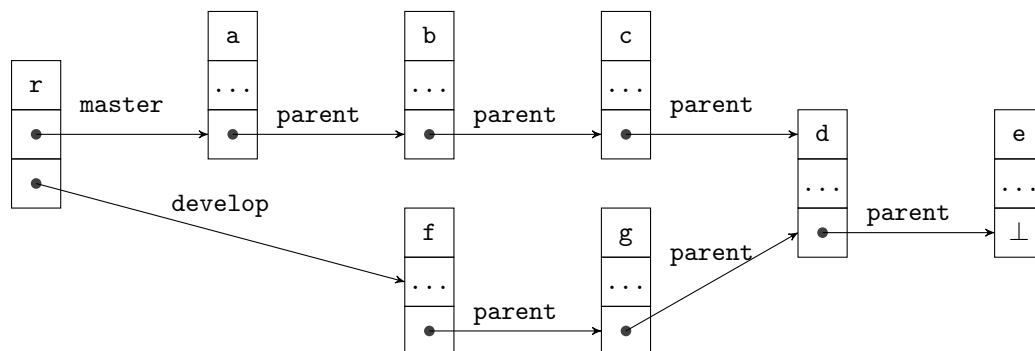 a
b
c
r
...
...
...
master
parent
parent
parent
d
e
...
...
develop
parent
⊥
f
g
parent
...
...
parent